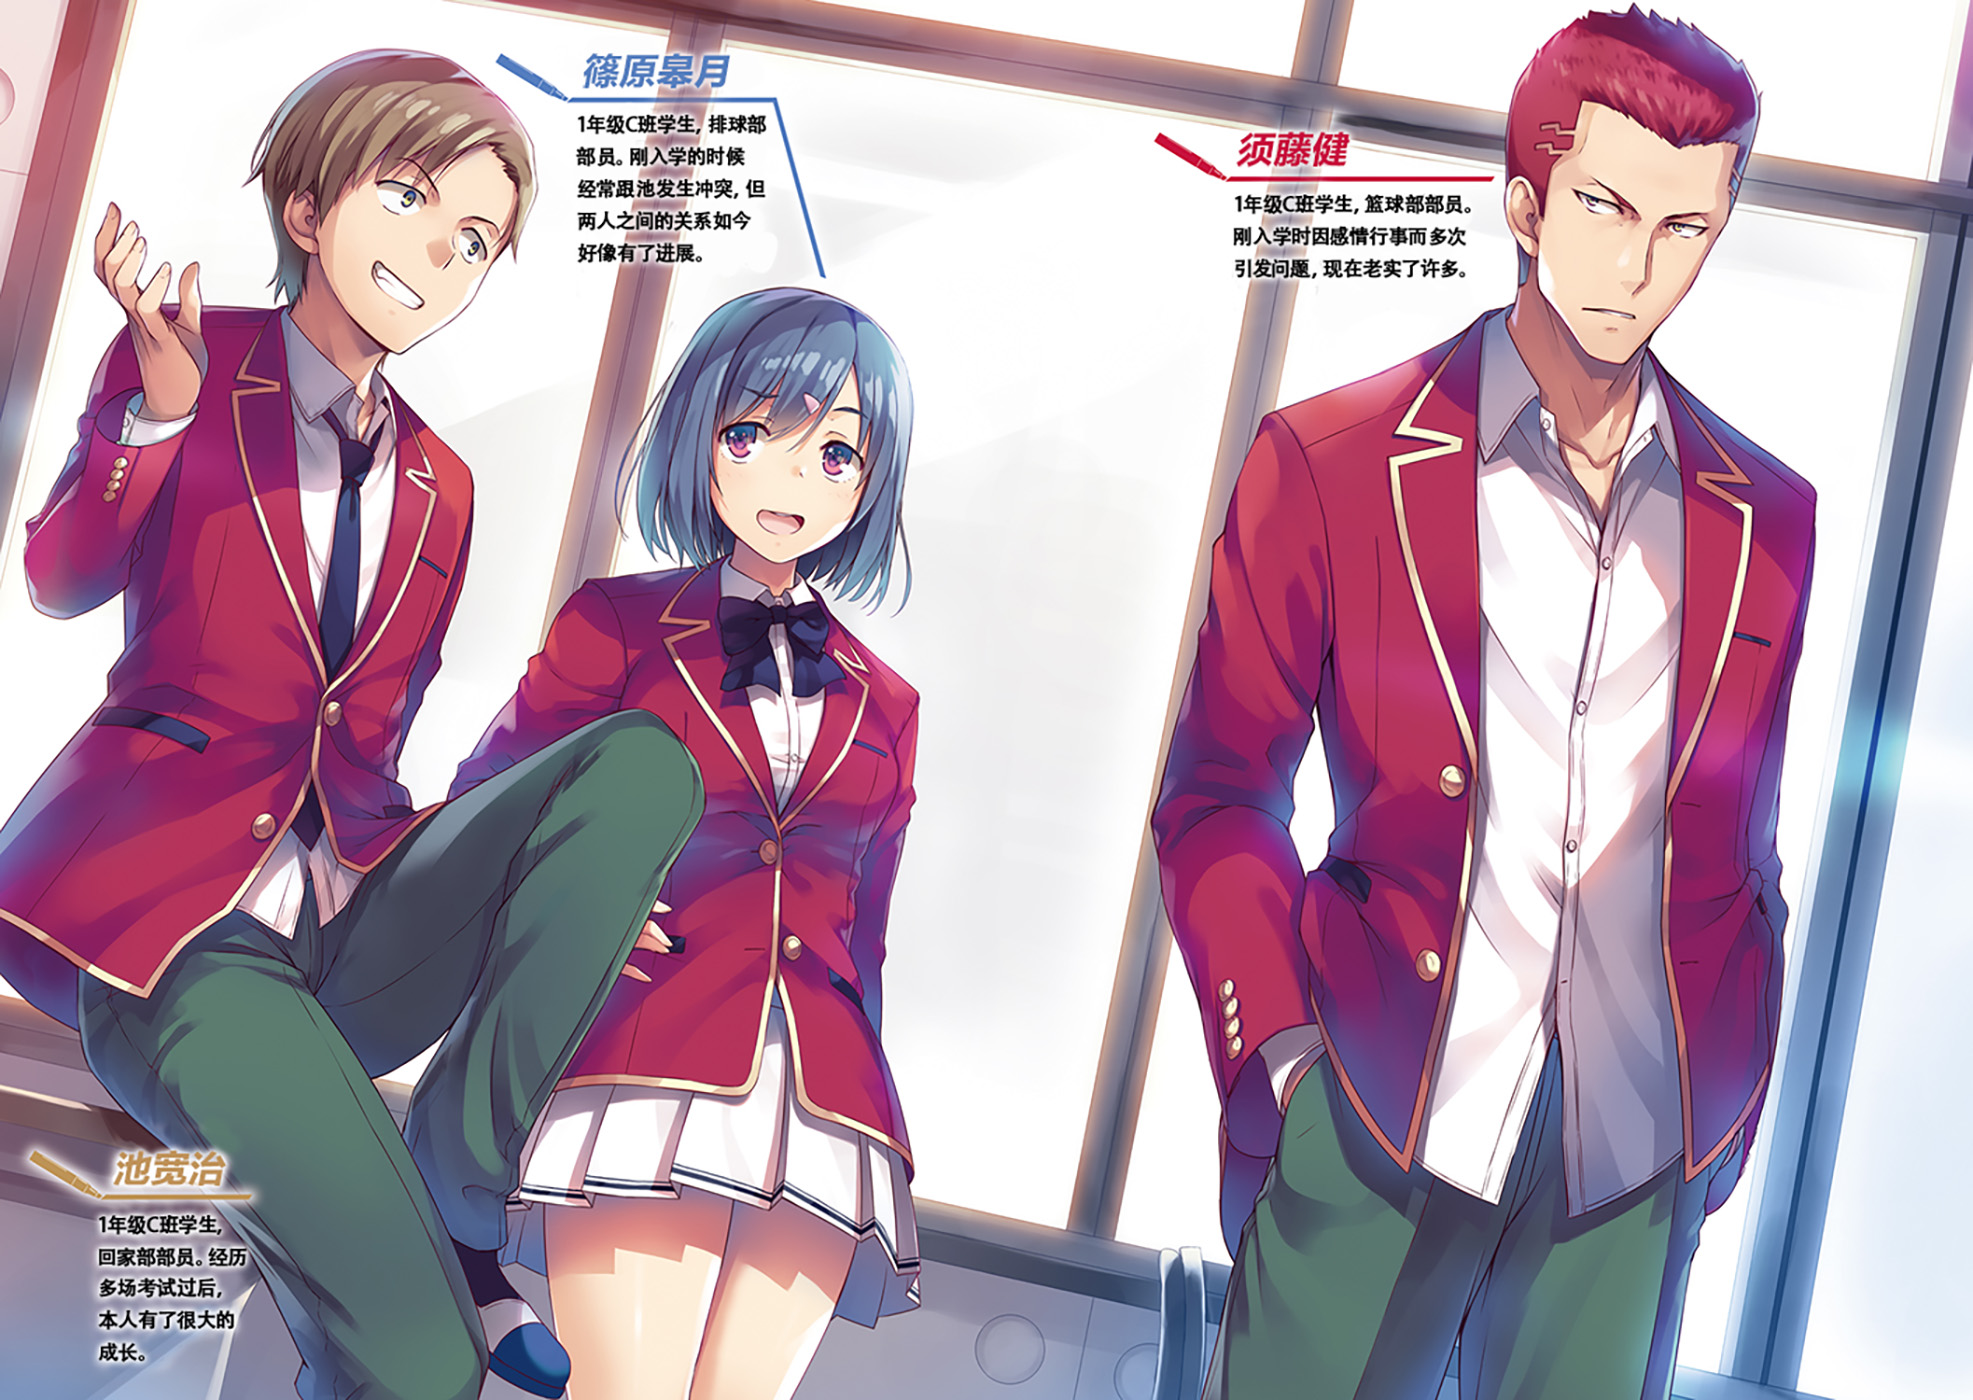 篠原皋月
1年级C班学生，排球部
部员。刚入学的时候
经常跟池发生冲突，但
两人之间的关系如今
好像有了进展。
须藤健
1年级C班学生，篮球部部员。
刚入学时因感情行事而多次
引发问题，现在老实了许多。
池宽治
1年级C班学生，
回家部部员。经历
多场考试过后，
本人有了很大的
成长。